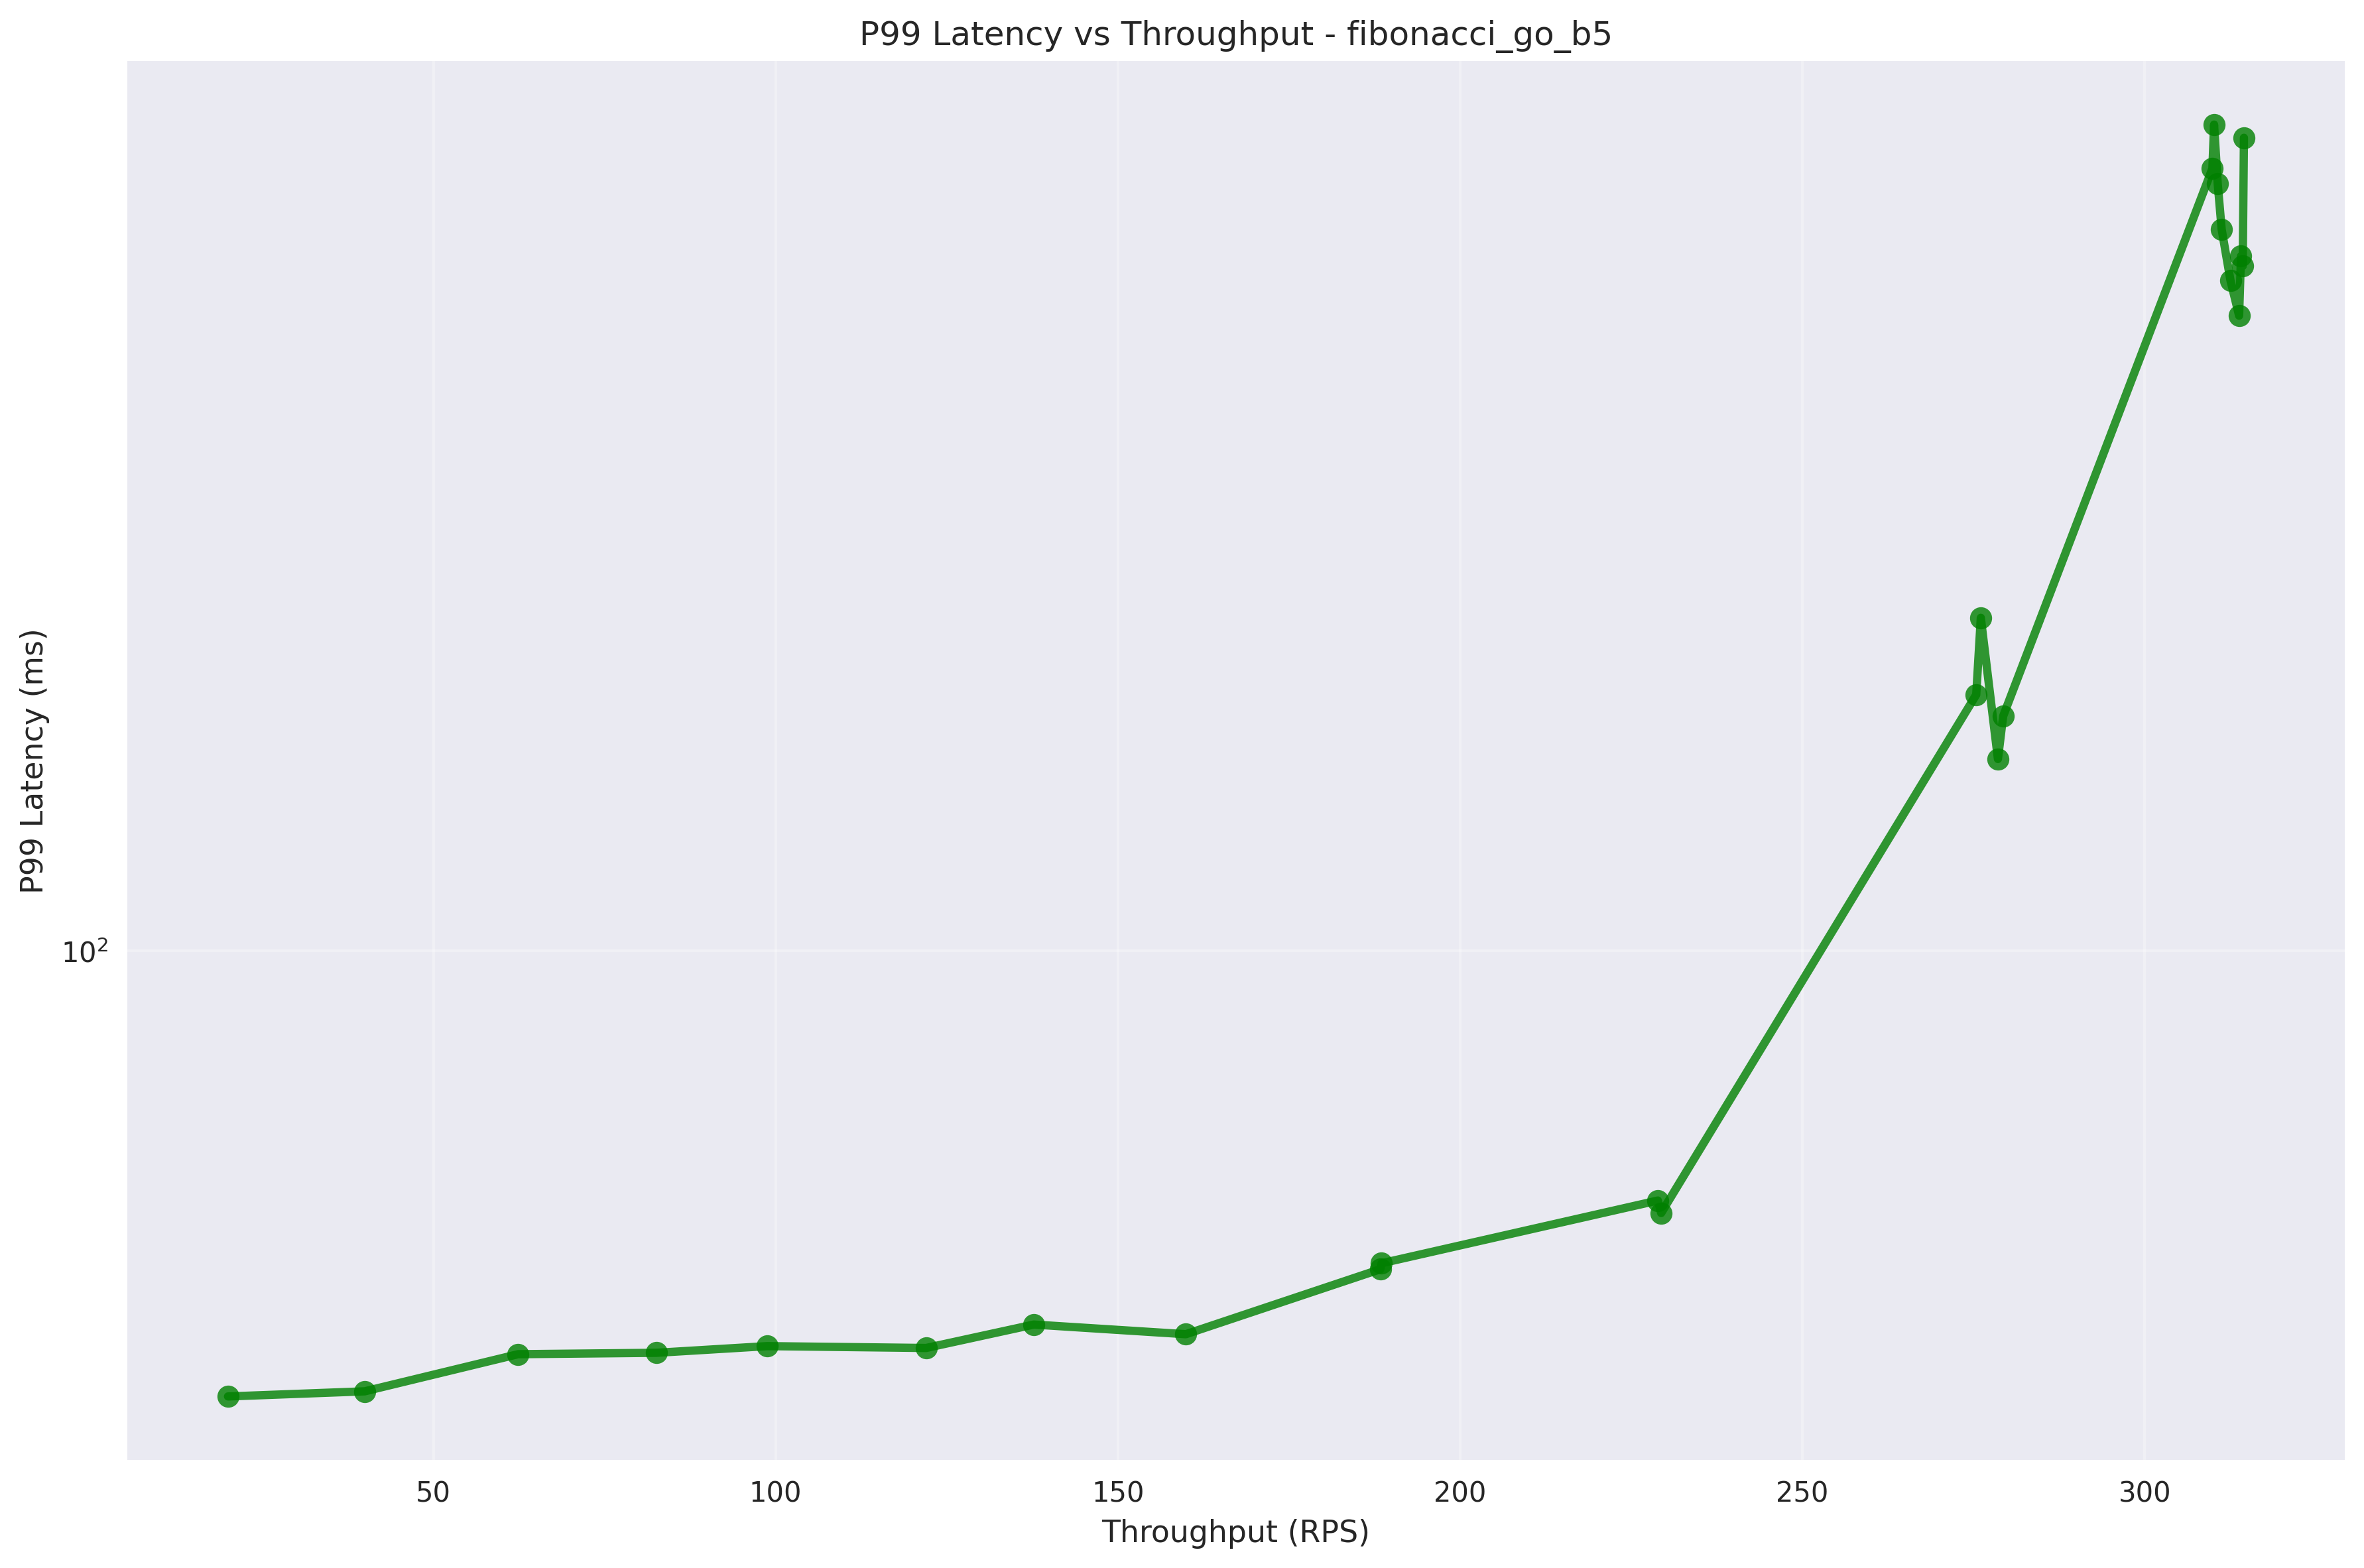 P99 Latency vs Throughput - fibonacci_go_b5
P99 Latency (ms)
10²
50 100 150 200 250 300
Throughput (RPS)